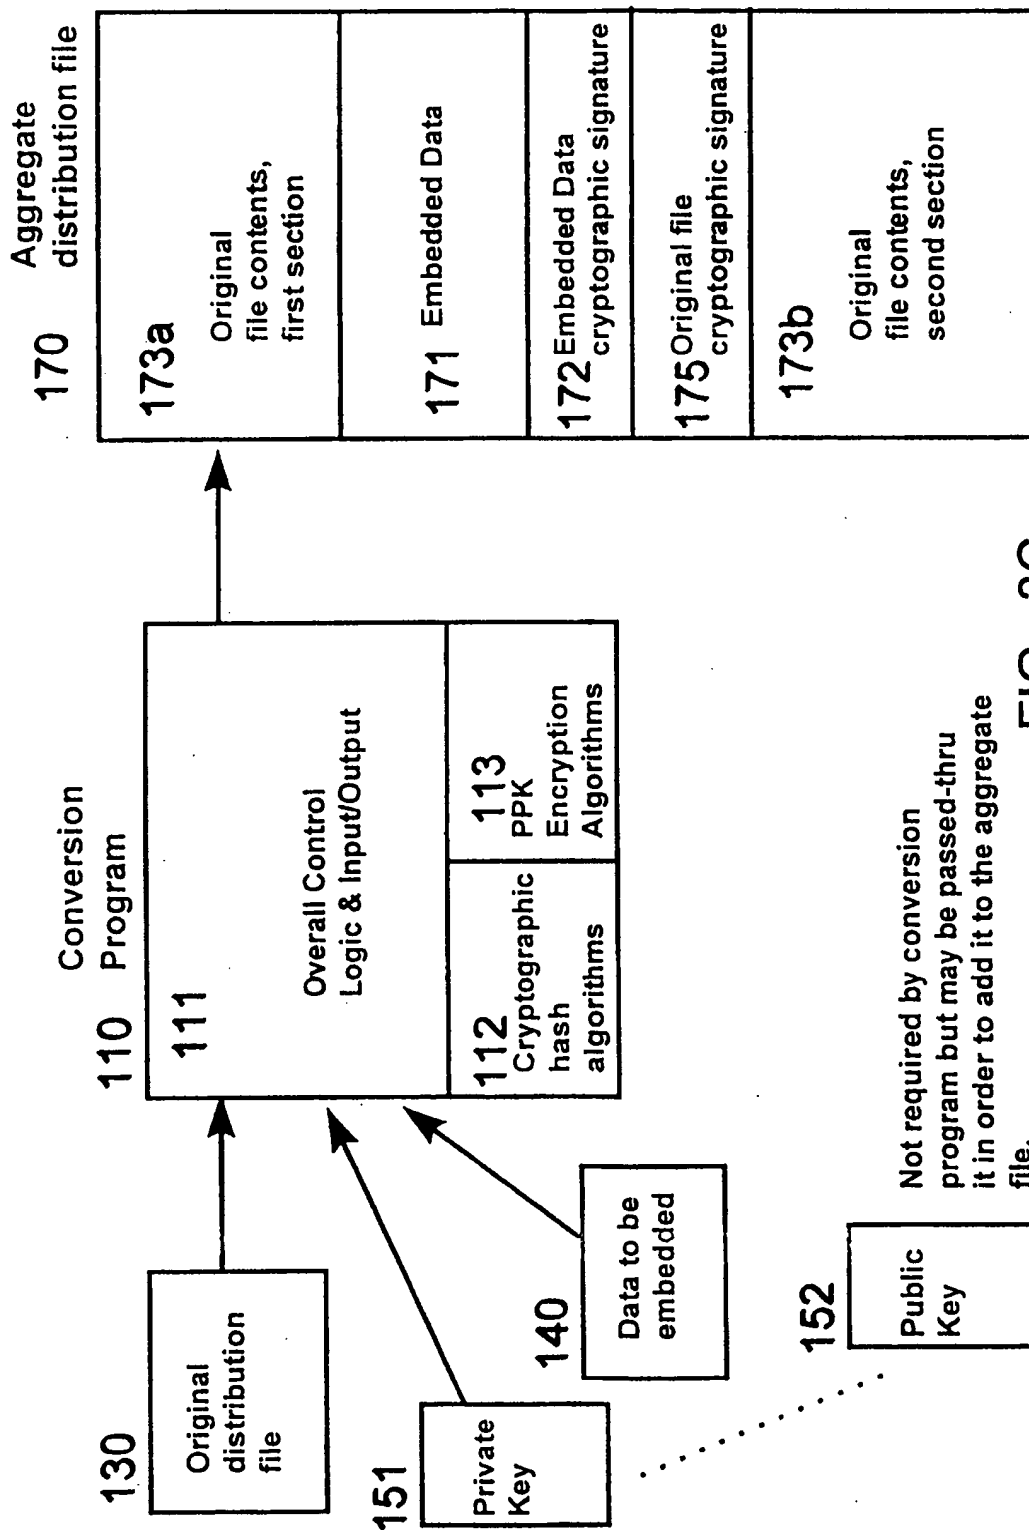 130
Original
distribution
file
151
Private
Key
140
Data to be
embedded
152
Public
Key
Not required by conversion
program but may be passed-thru
it in order to add it to the aggregate
file.
Conversion
110 Program
111
Overall Control
Logic & Input/Output
112
Cryptographic
hash
algorithms
113
PPK
Encryption
Algorithms
Aggregate
170 distribution file
173a
Original
file contents,
first section
171 Embedded Data
172 Embedded Data
cryptographic signature
175 Original file
cryptographic signature
173b
Original
file contents,
second section